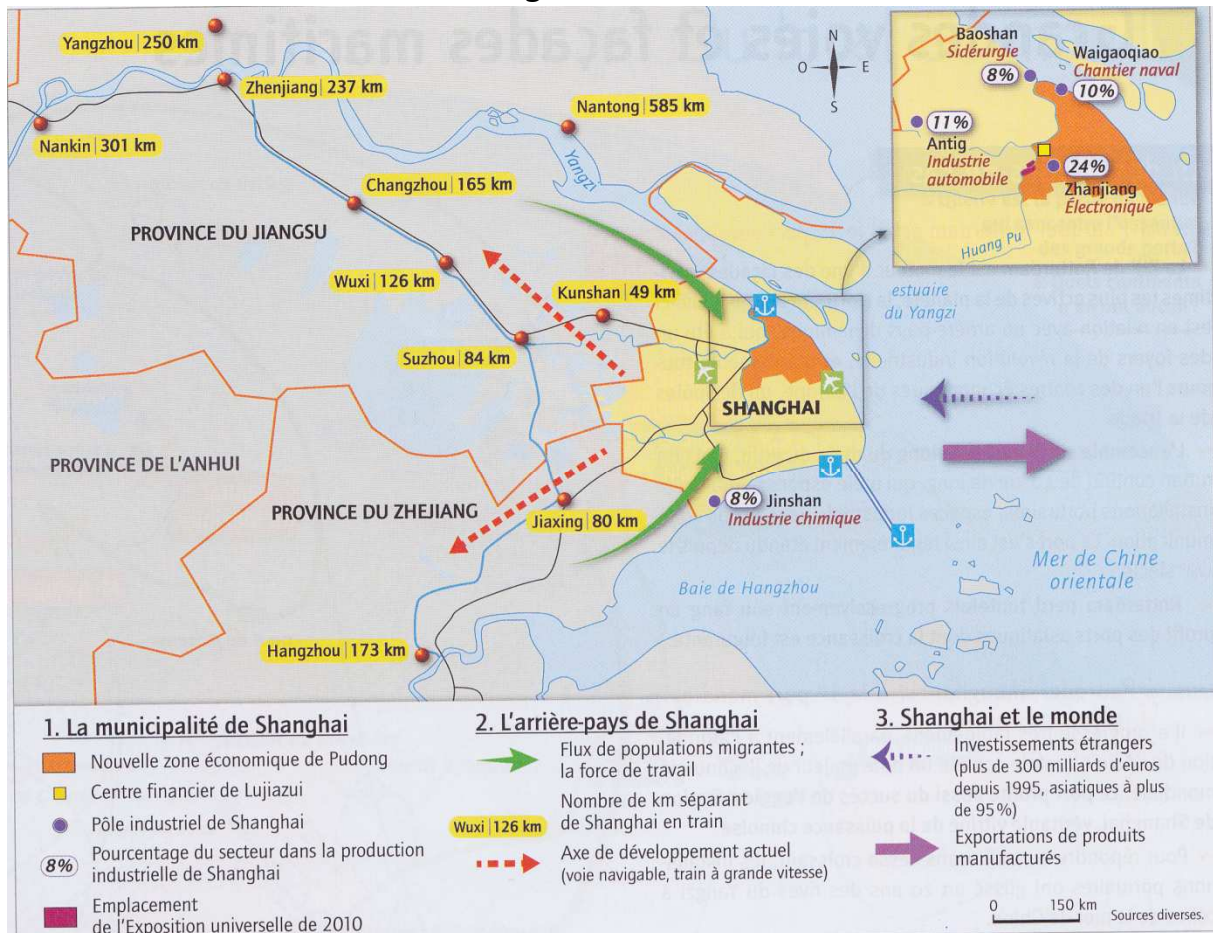 Grandes voies et façades maritimes
Yangzhou | 250 km
Zhenjiang | 237 km
Nankin | 301 km
Nantong | 585 km
Yangzi
Changzhou | 165 km
PROVINCE DU JIANGSU
Wuxi | 126 km
Kunshan | 49 km
Suzhou | 84 km
estuaire
du Yangzi
SHANGHAI
PROVINCE DE L'ANHUI
PROVINCE DU ZHEJIANG
Jiaxing | 80 km
8% Jinshan
Industrie chimique
Baie de Hangzhou
Mer de Chine
orientale
Hangzhou | 173 km
N
O E
S
Baoshan
Sidérurgie
8%
Waigaoqiao
Chantier naval
10%
11%
Antig
Industrie
automobile
24%
Zhanjiang
Électronique
Huang Pu
1. La municipalité de Shanghai
Nouvelle zone économique de Pudong
Centre financier de Lujiazui
Pôle industriel de Shanghai
8% Pourcentage du secteur dans la production
industrielle de Shanghai
Emplacement
de l'Exposition universelle de 2010
2. L'arrière-pays de Shanghai
Flux de populations migrantes ;
la force de travail
Wuxi | 126 km
Nombre de km séparant
de Shanghai en train
Axe de développement actuel
(voie navigable, train à grande vitesse)
3. Shanghai et le monde
Investissements étrangers
(plus de 300 milliards d'euros
depuis 1995, asiatiques à plus
de 95 %)
Exportations de produits
manufacturés
0 150 km
Sources diverses.